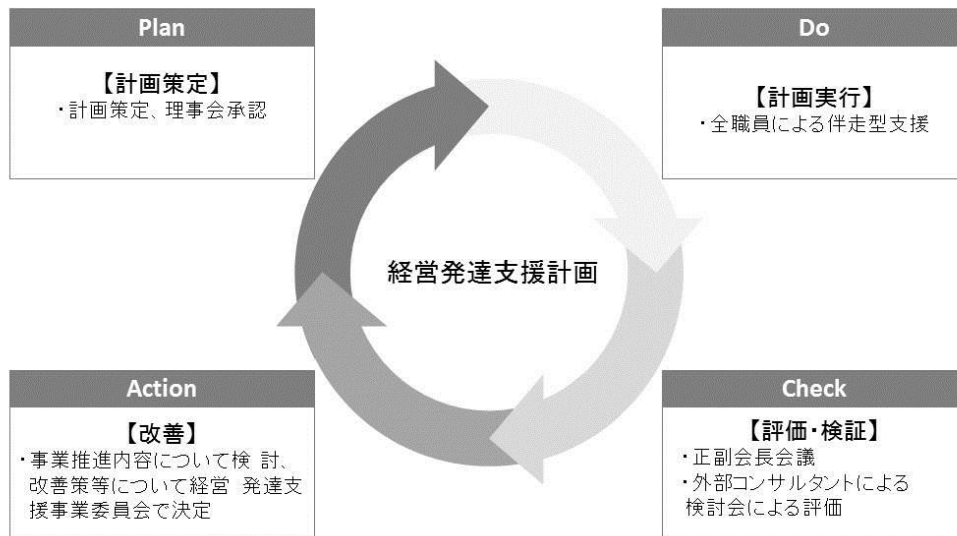 Plan
【計画策定】
・計画策定、理事会承認
Do
【計画実行】
・全職員による伴走型支援
経営発達支援計画
Action
【改善】
・事業推進内容について検 討、
改善策等について経営 発達支
援事業委員会で決定
Check
【評価・検証】
・正副会長会議
・外部コンサルタントによる
検討会による評価